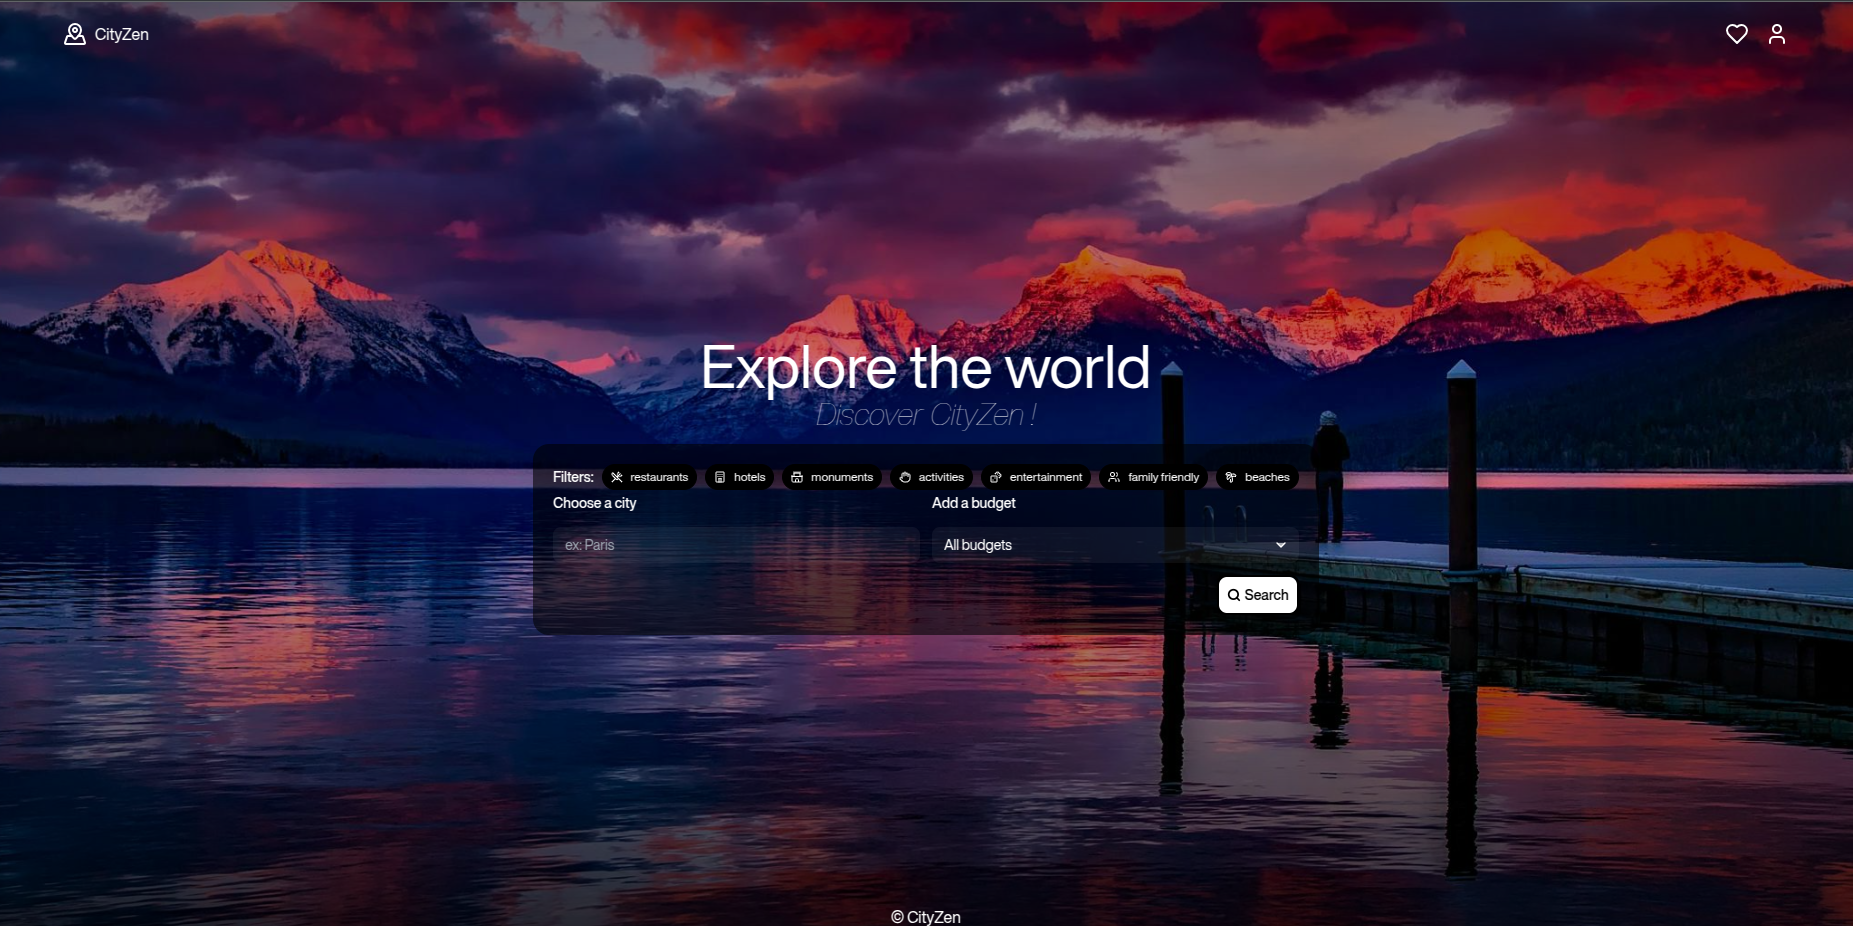 CityZen
Explore the world
Discover CityZen !
Filters: restaurants hotels monuments activities entertainment family friendly beaches
Choose a city
Add a budget
ex: Paris
All budgets
Search
© CityZen